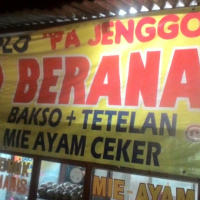 "PA JENGGO
BERANA
BAKSO + TETELAN
MIE AYAM CEKER
MIE - AYAM